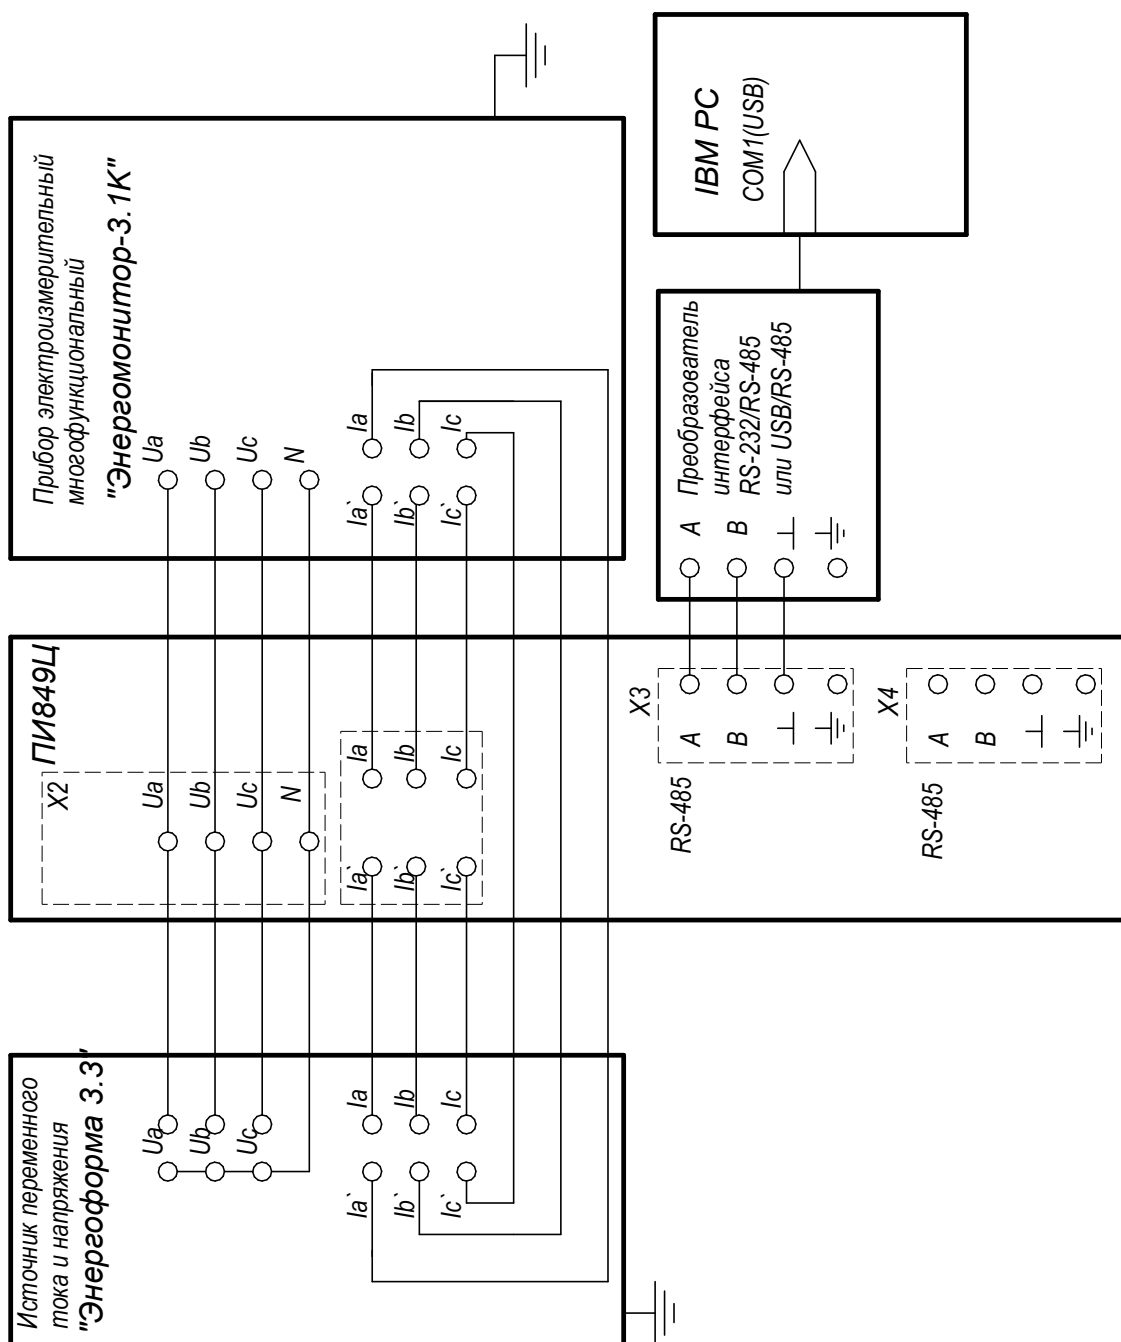 Источник переменного
тока и напряжения
"Энергоформа 3.3"
Ua
Ub
Uc
Ia`
Ib`
Ic`
Ia
Ib
Ic
ПИ849Ц
X2
Ua
Ub
Uc
N
Ia`
Ib`
Ic`
Ia
Ib
Ic
X3
A
B
RS-485
X4
A
B
RS-485
Прибор электроизмерительный
многофункциональный
"Энергомонитор-3.1К"
Ua
Ub
Uc
N
Ia`
Ib`
Ic`
Ia
Ib
Ic
A
B
Преобразователь
интерфейса
RS-232/RS-485
или USB/RS-485
IBM PC
COM1(USB)